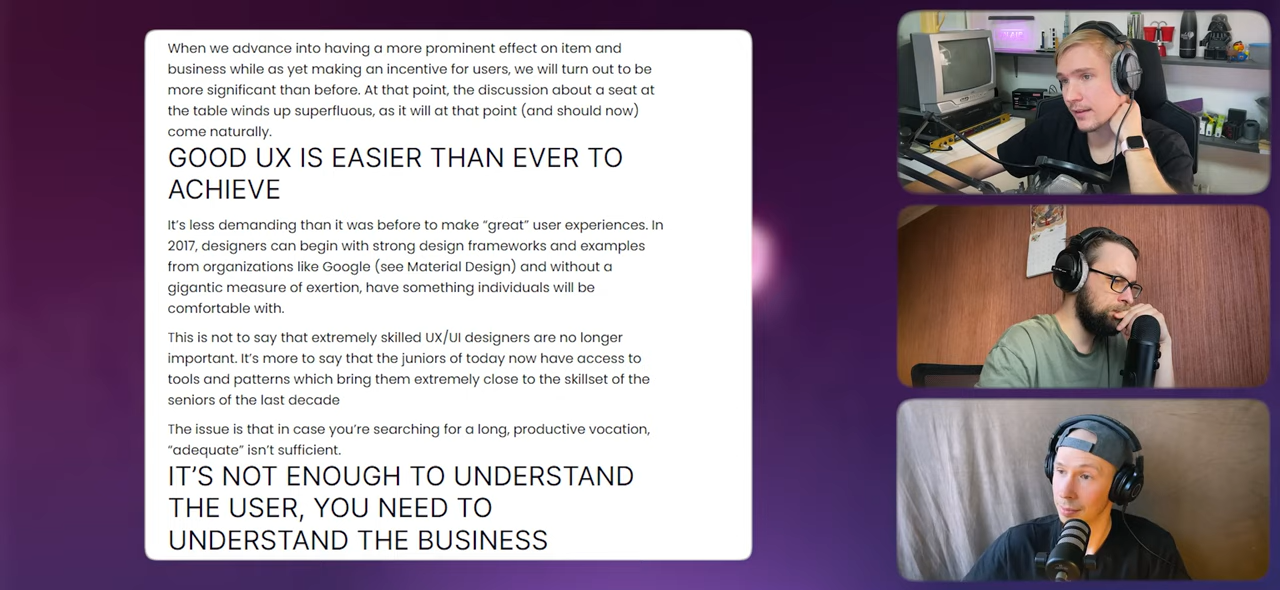 When we advance into having a more prominent effect on item and
business while as yet making an incentive for users, we will turn out to be
more significant than before. At that point, the discussion about a seat at
the table winds up superfluous, as it will at that point (and should now)
come naturally.
GOOD UX IS EASIER THAN EVER TO
ACHIEVE
It’s less demanding than it was before to make “great” user experiences. In
2017, designers can begin with strong design frameworks and examples
from organizations like Google (see Material Design) and without a
gigantic measure of exertion, have something individuals will be
comfortable with.
This is not to say that extremely skilled UX/UI designers are no longer
important. It’s more to say that the juniors of today now have access to
tools and patterns which bring them extremely close to the skillset of the
seniors of the last decade
The issue is that in case you’re searching for a long, productive vocation,
“adequate” isn’t sufficient.
IT’S NOT ENOUGH TO UNDERSTAND
THE USER, YOU NEED TO
UNDERSTAND THE BUSINESS